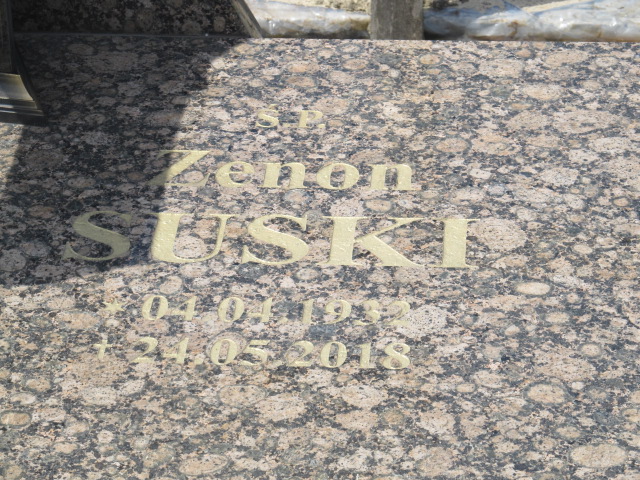 S.P.
Zenon
SUSKI
* 04.04.1932
+ 24.05.2018